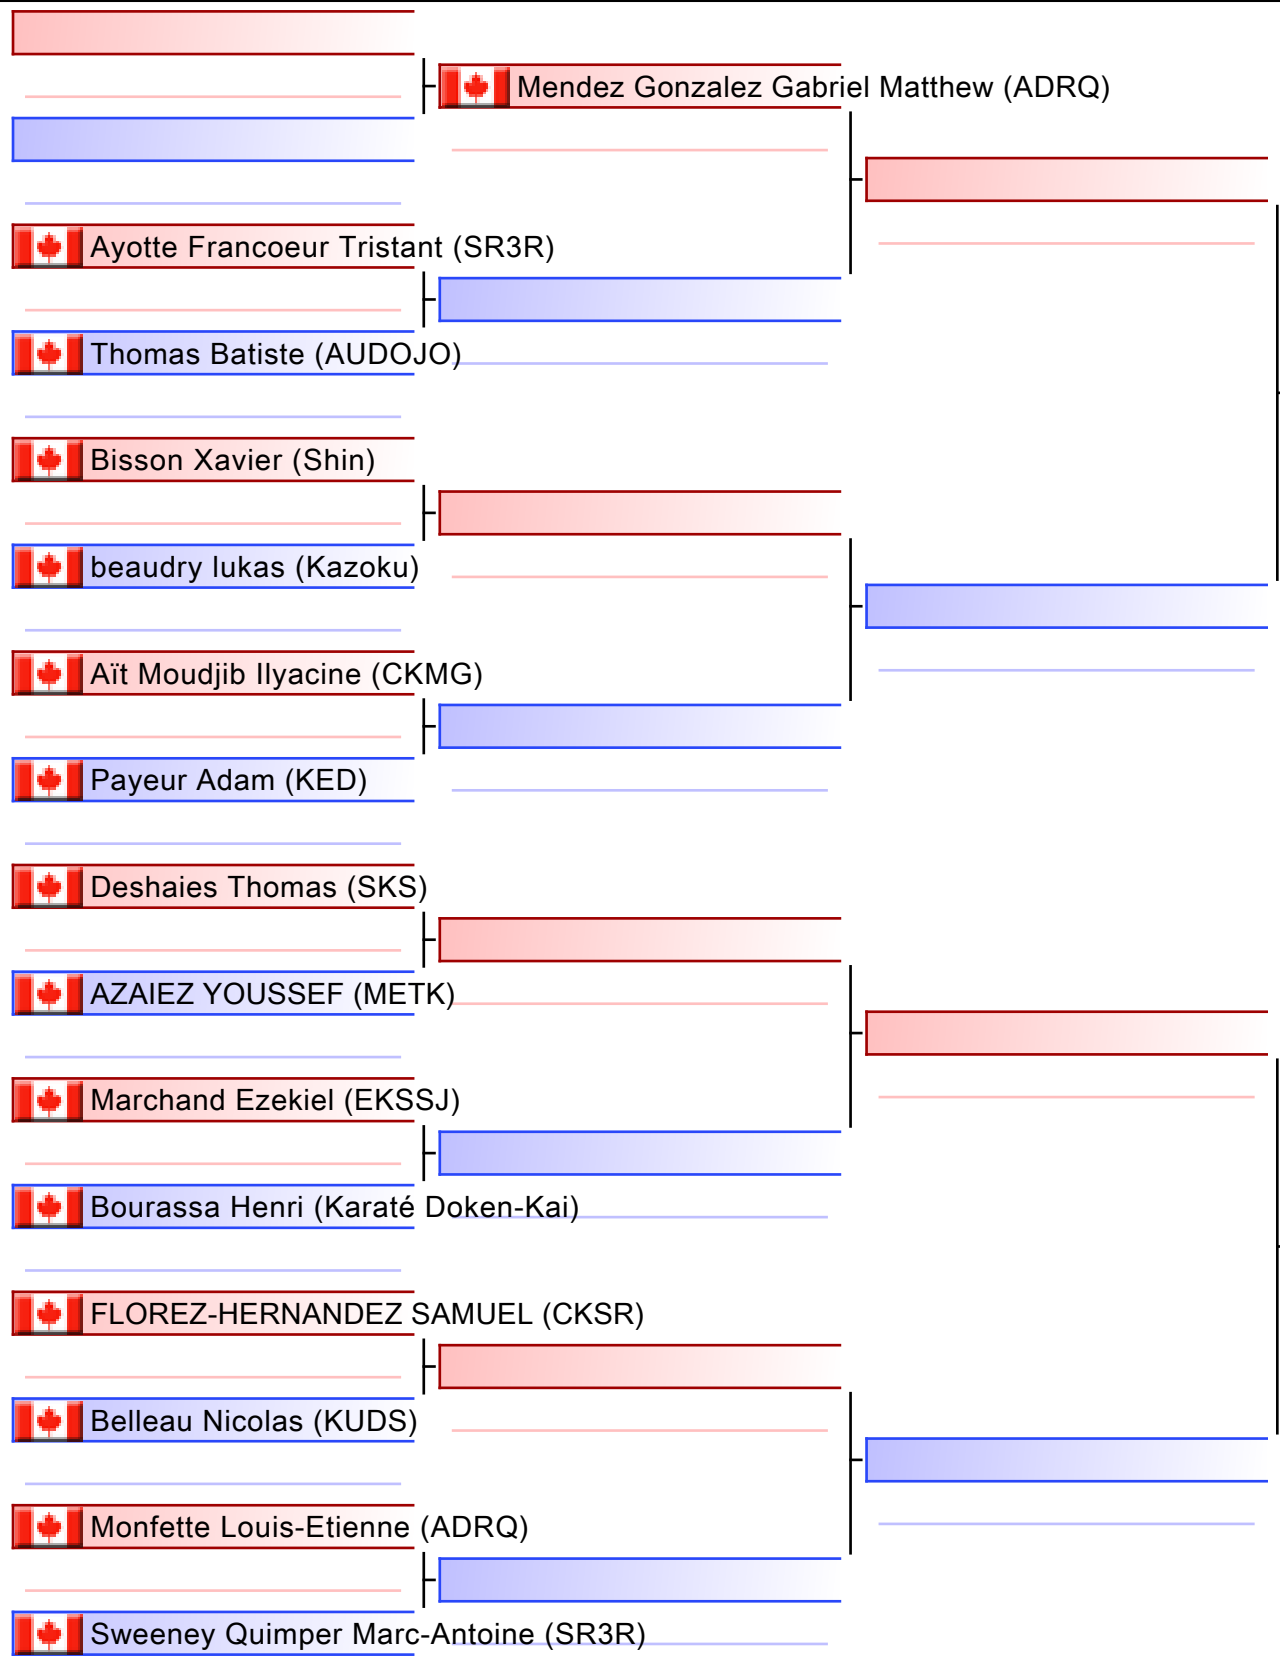 Mendez Gonzalez Gabriel Matthew (ADRQ)
Ayotte Francoeur Tristant (SR3R)
Thomas Batiste (AUDOJO)
Bisson Xavier (Shin)
beaudry lukas (Kazoku)
Aït Moudjib Ilyacine (CKMG)
Payeur Adam (KED)
Deshaies Thomas (SKS)
AZAIEZ YOUSSEF (METK)
Marchand Ezekiel (EKSSJ)
Bourassa Henri (Karaté Doken-Kai)
FLOREZ-HERNANDEZ SAMUEL (CKSR)
Belleau Nicolas (KUDS)
Monfette Louis-Etienne (ADRQ)
Sweeney Quimper Marc-Antoine (SR3R)